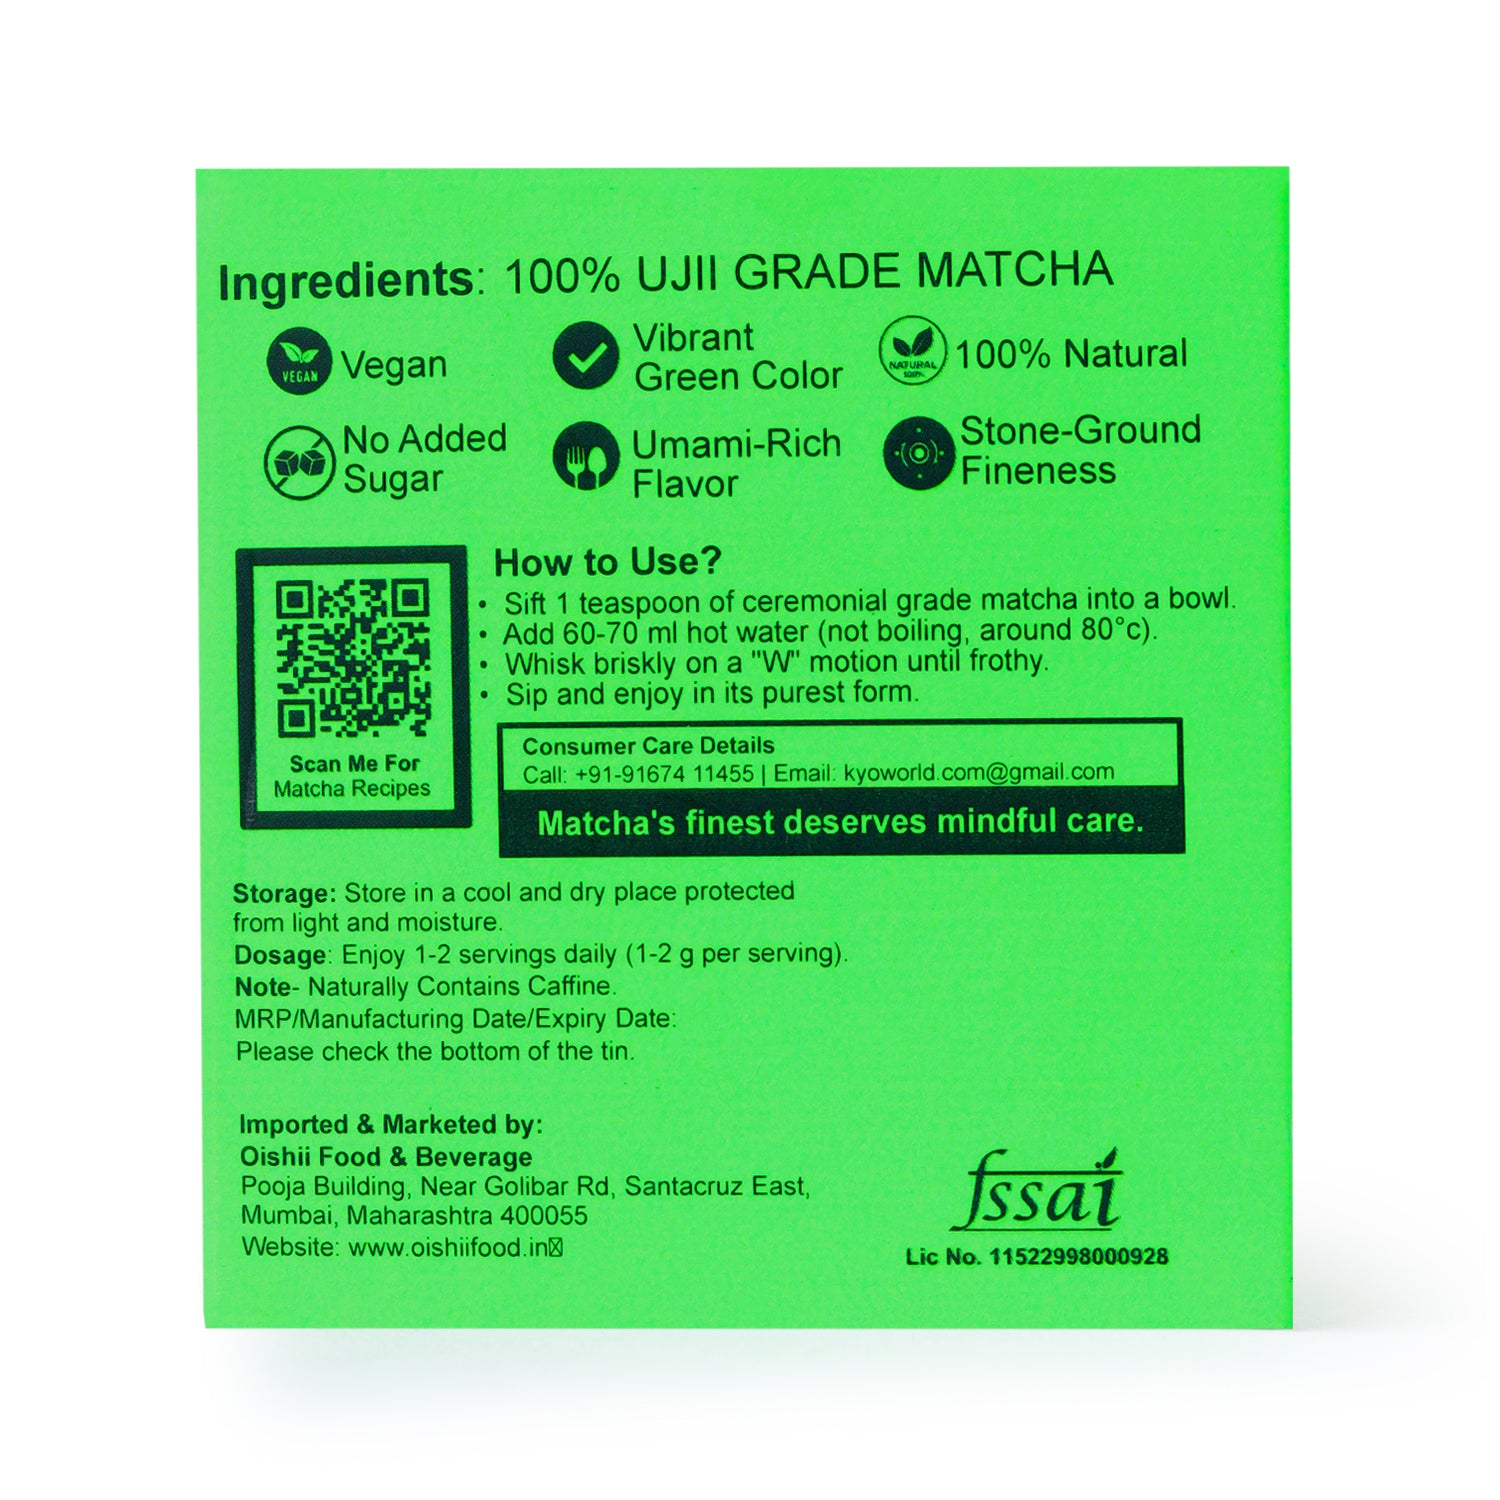 Ingredients: 100% UJII GRADE MATCHA
VEGAN
Vegan
Vibrant
Green Color
NATURAL
100%
100% Natural
No Added
Sugar
Umami-Rich
Flavor
Stone-Ground
Fineness
Scan Me For
Matcha Recipes
How to Use?
• Sift 1 teaspoon of ceremonial grade matcha into a bowl.
• Add 60-70 ml hot water (not boiling, around 80°c).
• Whisk briskly on a "W" motion until frothy.
• Sip and enjoy in its purest form.
Consumer Care Details
Call: +91-91674 11455 | Email: kyoworld.com@gmail.com
Matcha's finest deserves mindful care.
Storage: Store in a cool and dry place protected
from light and moisture.
Dosage: Enjoy 1-2 servings daily (1-2 g per serving).
Note- Naturally Contains Caffine.
MRP/Manufacturing Date/Expiry Date:
Please check the bottom of the tin.
Imported & Marketed by:
Oishii Food & Beverage
Pooja Building, Near Golibar Rd, Santacruz East,
Mumbai, Maharashtra 400055
Website: www.oishiifood.in
fssai
Lic No. 11522998000928